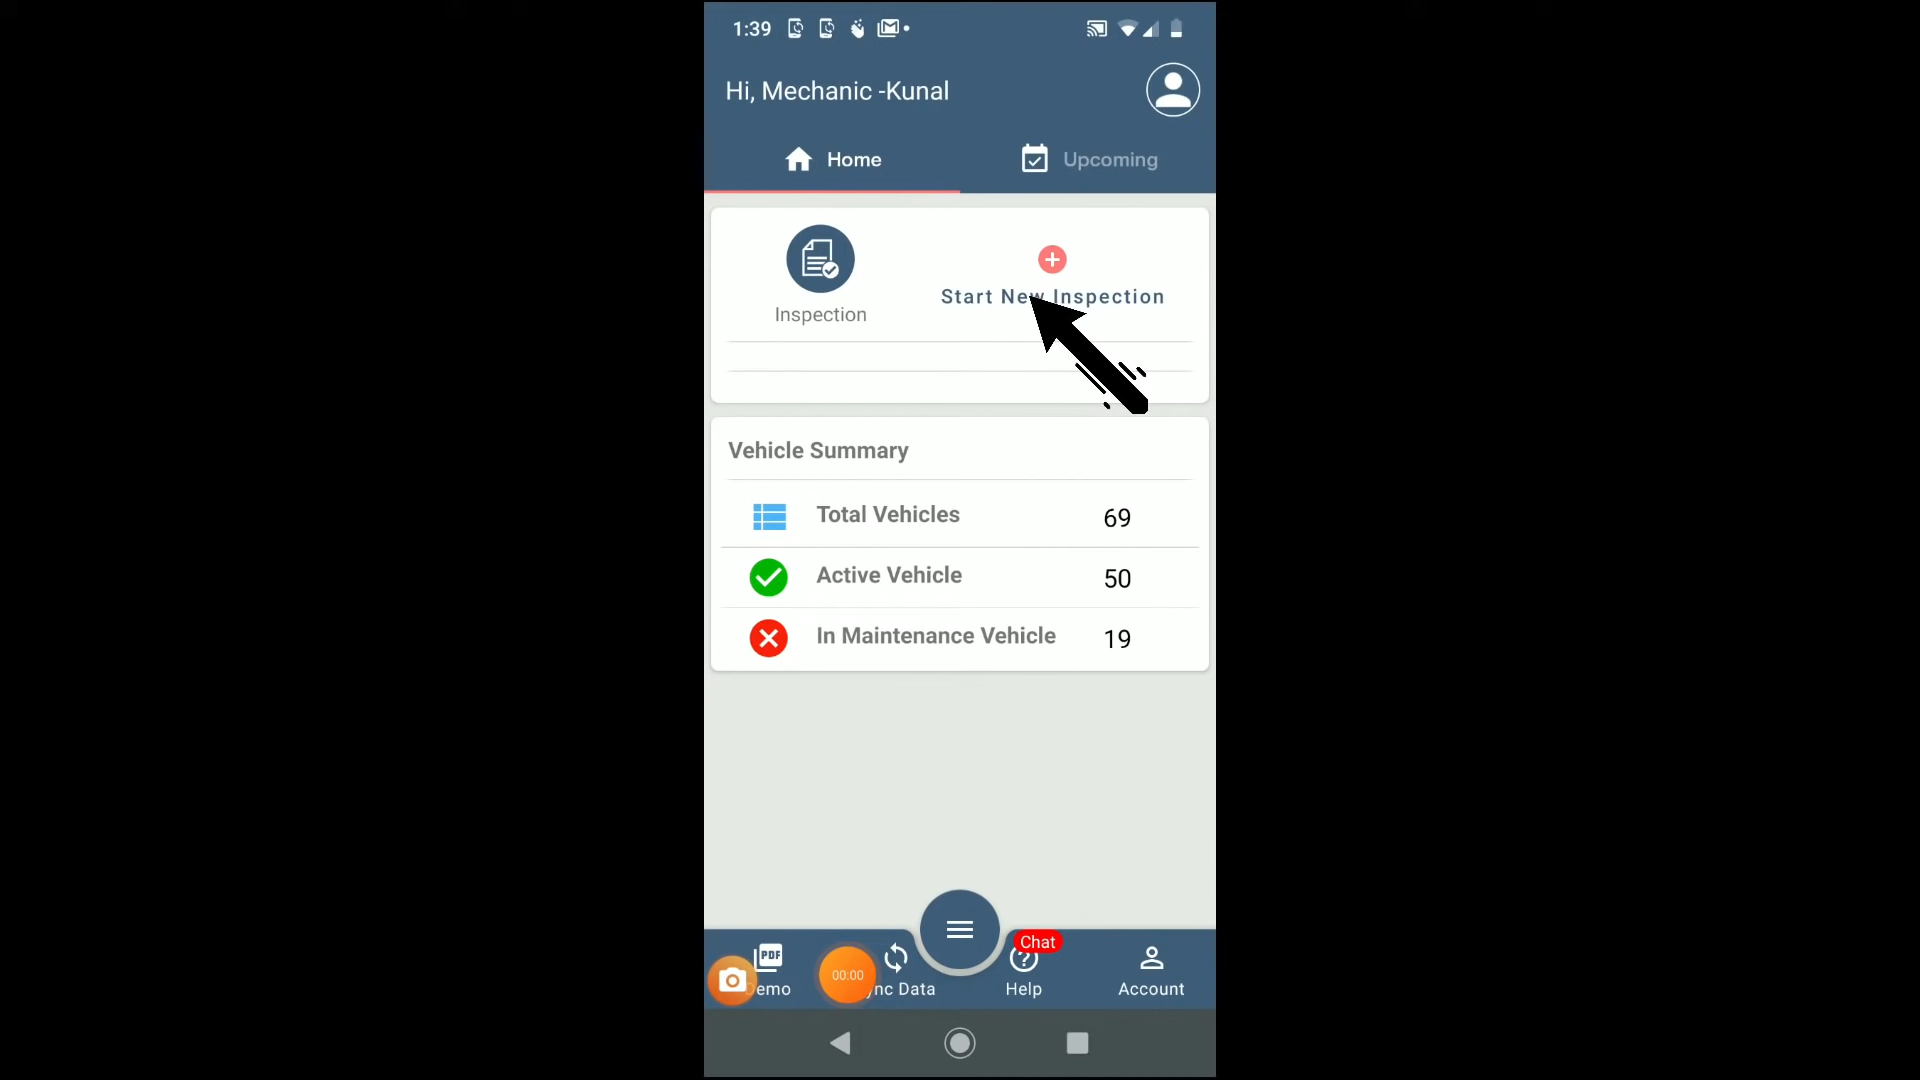 1:39
Hi, Mechanic -Kunal
Home
Upcoming
Inspection
Start New Inspection
Vehicle Summary
Total Vehicles 69
Active Vehicle 50
In Maintenance Vehicle 19
PDF
00:00
Chat
emo
nc Data
Help
Account